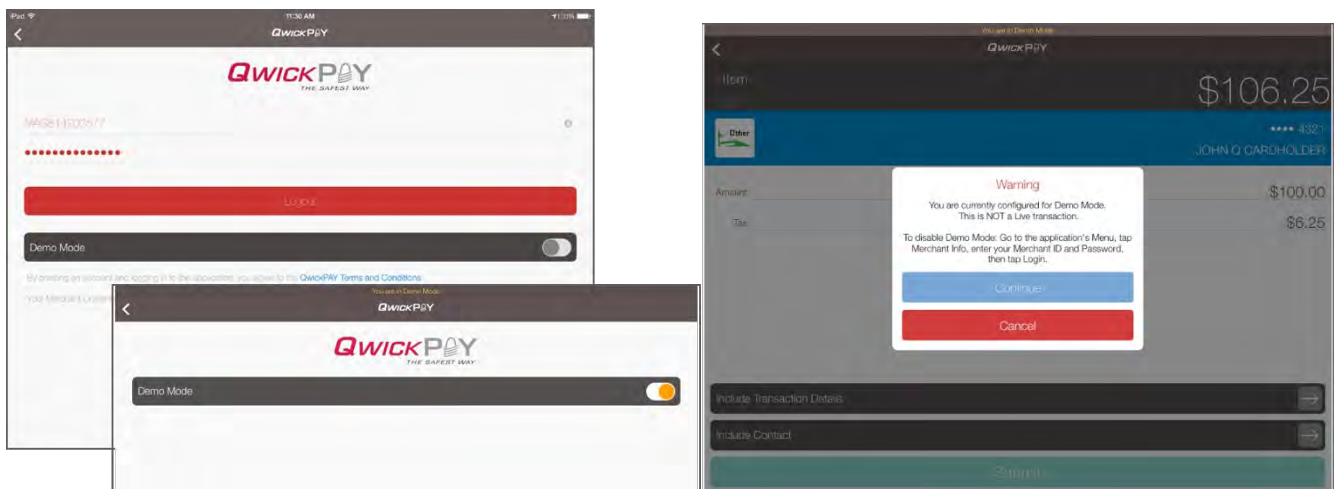 iPad
11:30 AM
QWICKPAY
QWICKPAY
THE SAFEST WAY
Logout
Demo Mode
By creating an account and logging in to the application, you agree to the QwickPAY Terms and Conditions
Your Merchant
You are in Demo Mode
QWICKPAY
QWICKPAY
THE SAFEST WAY
Demo Mode
You are in Demo Mode
QWICKPAY
Item
$106.25
Other
•••• 4321
JOHN Q CARDHOLDER
Amount
$100.00
Tax
$6.25
Warning
You are currently configured for Demo Mode.
This is NOT a Live transaction.
To disable Demo Mode: Go to the application's Menu, tap
Merchant Info, enter your Merchant ID and Password,
then tap Login.
Continue
Cancel
Include Transaction Details
Include Contact
Submit